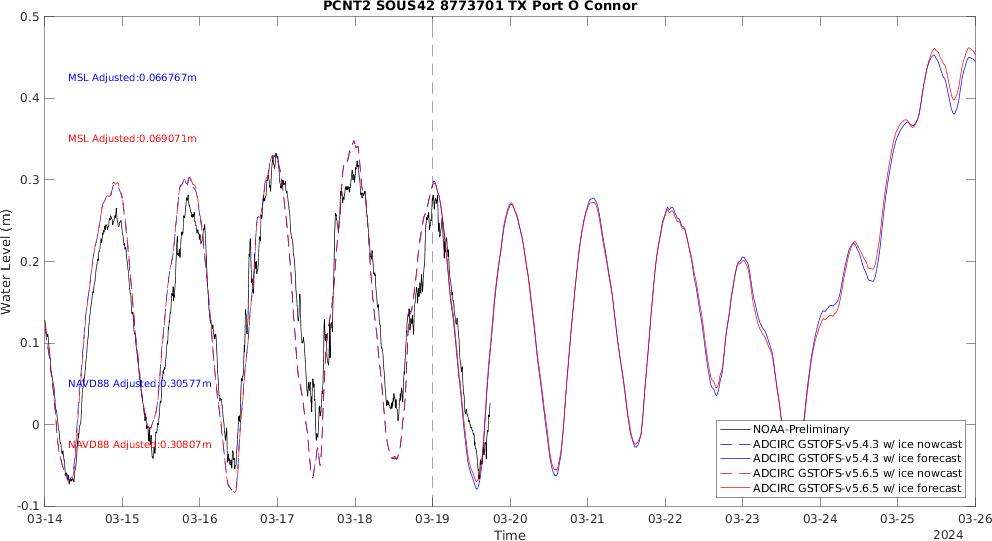 PCNT2 SOUS42 8773701 TX Port O Connor
0.5
0.4
0.3
0.2
0.1
0
-0.1
Water Level (m)
MSL Adjusted:0.066767m
MSL Adjusted:0.069071m
NAVD88 Adjusted:0.30577m
NAVD88 Adjusted:0.30807m
NOAA-Preliminary
ADCIRC GSTOFS-v5.4.3 w/ ice nowcast
ADCIRC GSTOFS-v5.4.3 w/ ice forecast
ADCIRC GSTOFS-v5.6.5 w/ ice nowcast
ADCIRC GSTOFS-v5.6.5 w/ ice forecast
03-14 03-15 03-16 03-17 03-18 03-19 03-20 03-21 03-22 03-23 03-24 03-25 03-26
Time
2024